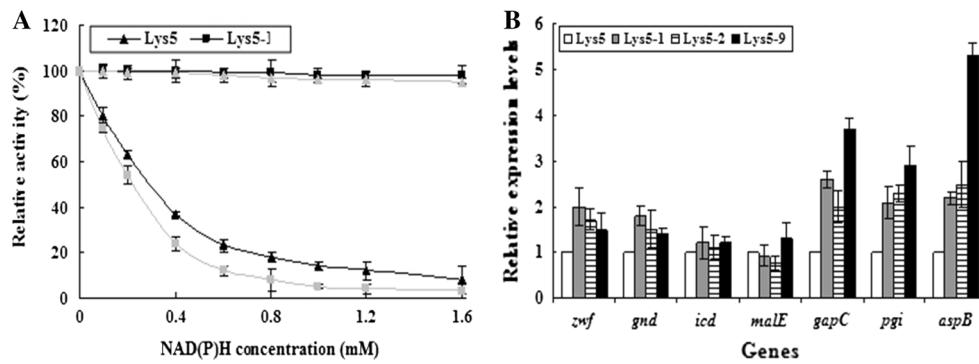 A
Lys5 Lys5-1
Relative activity (%)
120
100
80
60
40
20
0
0 0.4 0.8 1.2 1.6
NAD(P)H concentration (mM)
B
Lys5 Lys5-1 Lys5-2 Lys5-9
Relative expression levels
6
5
4
3
2
1
0
zwf gnd icd malE gapC pgi aspB
Genes